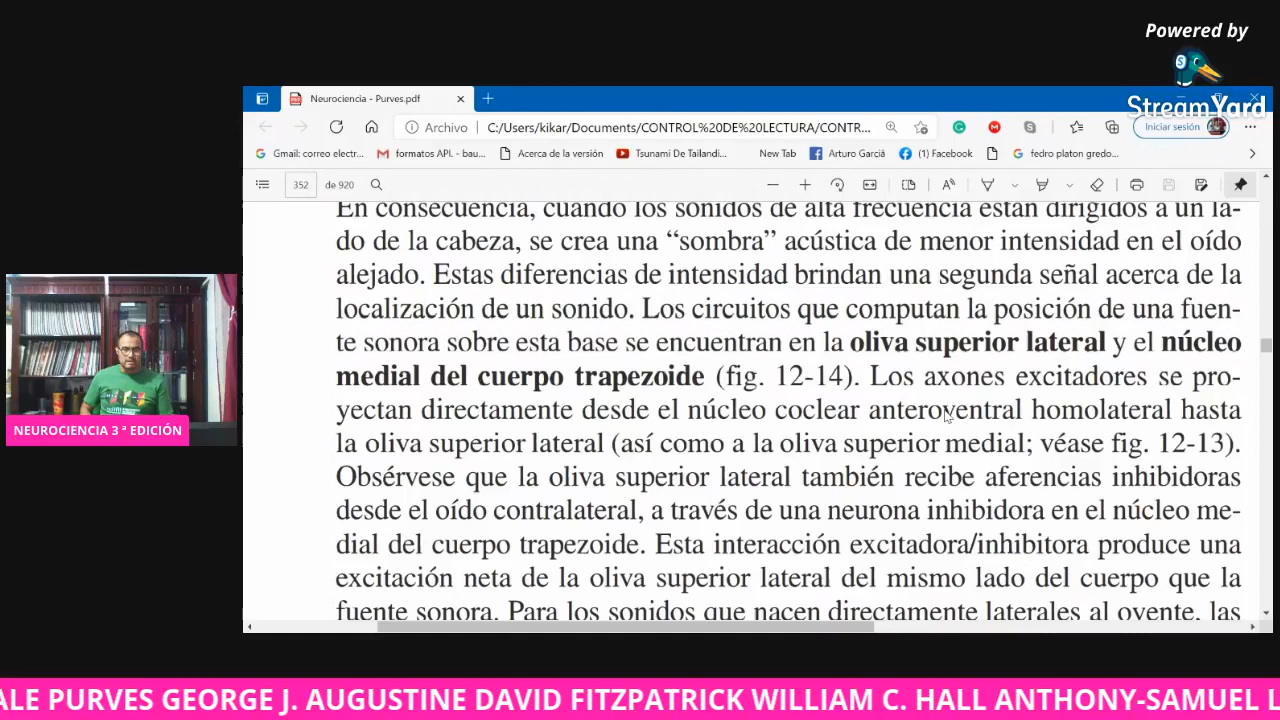 Powered by
StreamYard
Neurociencia - Purves.pdf
Archivo
C:/Users/kikar/Documents/CONTROL%20DE%20LECTURA/CONTR...
Iniciar sesión
Gmail: correo electr...
formatos API. - bau...
Acerca de la versión
Tsunami De Tailandi...
New Tab
Arturo Garciá
(1) Facebook
fedro platon gredo...
352
de 920
En consecuencia, cuando los sonidos de alta frecuencia están dirigidos a un la-
do de la cabeza, se crea una “sombra” acústica de menor intensidad en el oído
alejado. Estas diferencias de intensidad brindan una segunda señal acerca de la
localización de un sonido. Los circuitos que computan la posición de una fuen-
te sonora sobre esta base se encuentran en la oliva superior lateral y el núcleo
medial del cuerpo trapezoide (fig. 12-14). Los axones excitadores se pro-
yectan directamente desde el núcleo coclear anteroventral homolateral hasta
la oliva superior lateral (así como a la oliva superior medial; véase fig. 12-13).
Obsérvese que la oliva superior lateral también recibe aferencias inhibidoras
desde el oído contralateral, a través de una neurona inhibidora en el núcleo me-
dial del cuerpo trapezoide. Esta interacción excitadora/inhibitora produce una
excitación neta de la oliva superior lateral del mismo lado del cuerpo que la
fuente sonora. Para los sonidos que nacen directamente laterales al oyente, las
NEUROCIENCIA 3 ª EDICIÓN
ALE PURVES GEORGE J. AUGUSTINE DAVID FITZPATRICK WILLIAM C. HALL ANTHONY-SAMUEL L